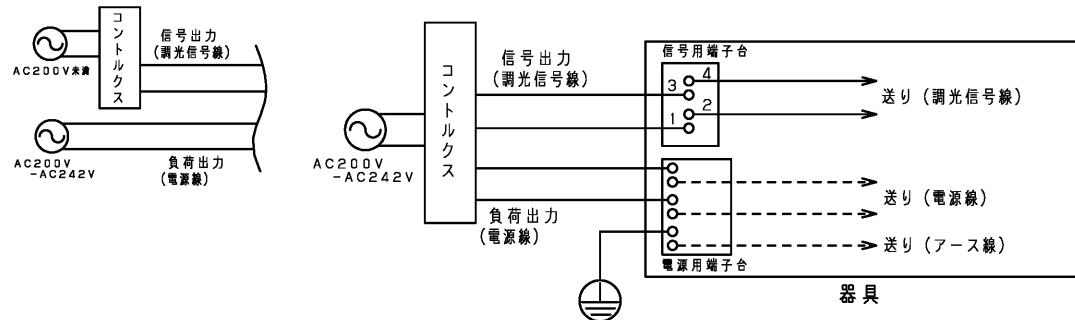 コントルクス
信号出力
(調光信号線)
AC200V未満
AC200V
-AC242V
負荷出力
(電源線)
コントルクス
信号出力
(調光信号線)
AC200V
-AC242V
負荷出力
(電源線)
信号用端子台
4
3
2
1
送り(調光信号線)
送り(電源線)
送り(アース線)
電源用端子台
器具